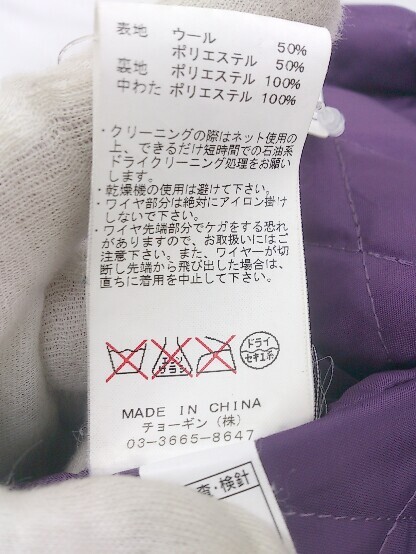 表地 ウール 50%
ポリエステル 50%
裏地 ポリエステル 100%
中わた ポリエステル 100%
・クリーニングの際はネット使用の
上、できるだけ短時間での石油系
ドライクリーニング処理をお願い
します。
・乾燥機の使用は避けて下さい。
・ワイヤ部分は絶対にアイロン掛け
しないで下さい。
・ワイヤ先端部分でケガをする恐れ
がありますので、お取扱いにはご
注意下さい。また、ワイヤーが切
断し先端から飛び出した場合は、
直ちに着用を中止して下さい。
エンソ
サラシ
ドライ
セキユ系
MADE IN CHINA
チョーギン(株)
03-3665-8647
査・検針